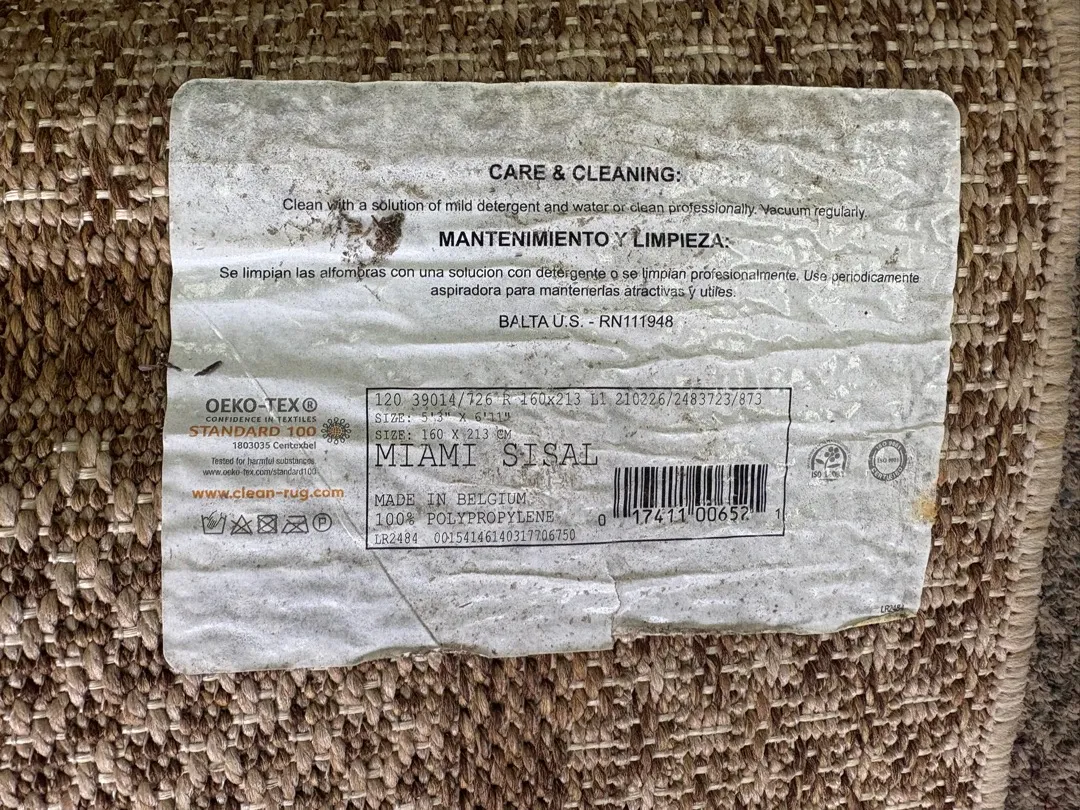 CARE & CLEANING:
Clean with a solution of mild detergent and water or clean professionally. Vacuum regularly.
MANTENIMIENTO Y LIMPIEZA:
Se limpian las alfombras con una solucion con detergente o se limpian profesionalmente. Use periodicamente
aspiradora para mantenerlas atractivas y utiles.
BALTA U.S. - RN111948
OEKO-TEX®
CONFIDENCE IN TEXTILES
STANDARD 100
1803035 Centexbel
Tested for harmful substances
www.oeko-tex.com/standard100
www.clean-rug.com
P
120 39014/726 R 160x213 L1 210226/2483723/873
SIZE: 5'3" X 6'11"
SIZE: 160 X 213 CM
MIAMI SISAL
MADE IN BELGIUM
100% POLYPROPYLENE
0 17411 00652 1
LR2484 00154146140317706750
LR2484